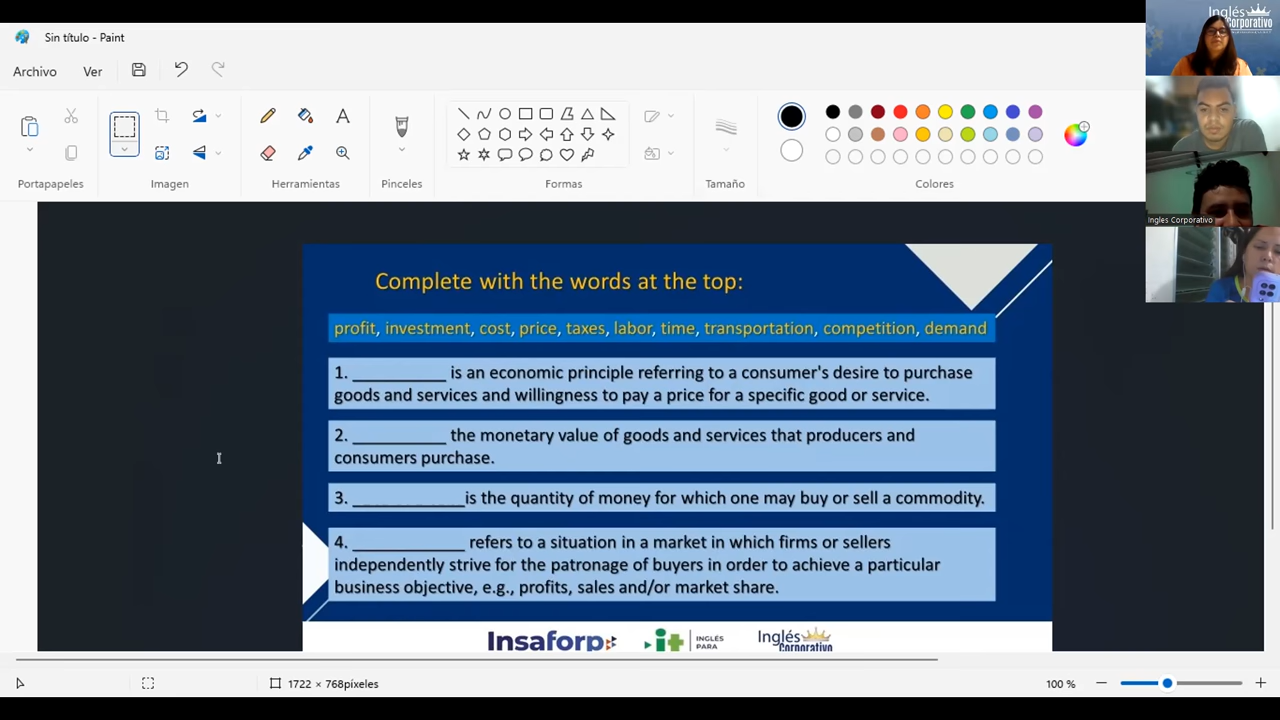 Sin título - Paint
Archivo
Ver
Portapapeles
Imagen
Herramientas
Pinceles
Formas
Tamaño
Colores
Inglés
Corporativo
Ingles Corporativo
Complete with the words at the top:
profit, investment, cost, price, taxes, labor, time, transportation, competition, demand
1. __________ is an economic principle referring to a consumer's desire to purchase
goods and services and willingness to pay a price for a specific good or service.
2. __________ the monetary value of goods and services that producers and
consumers purchase.
3. ____________is the quantity of money for which one may buy or sell a commodity.
4. ____________ refers to a situation in a market in which firms or sellers
independently strive for the patronage of buyers in order to achieve a particular
business objective, e.g., profits, sales and/or market share.
Insaforp
it
INGLÉS
PARA
Inglés
Corporativo
1722 × 768píxeles
100 %